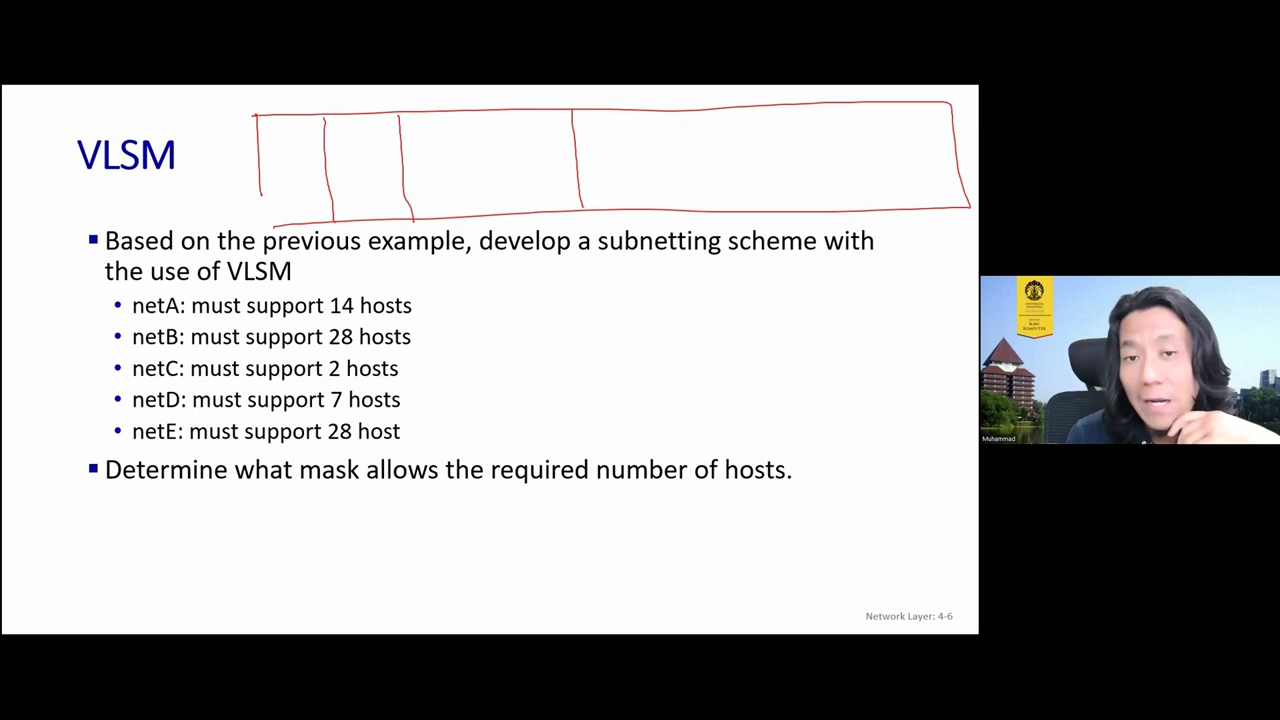 VLSM
▪ Based on the previous example, develop a subnetting scheme with
the use of VLSM
• netA: must support 14 hosts
• netB: must support 28 hosts
• netC: must support 2 hosts
• netD: must support 7 hosts
• netE: must support 28 host
▪ Determine what mask allows the required number of hosts.
Network Layer: 4-6
ILMU
KOMPUTER
Muhammad